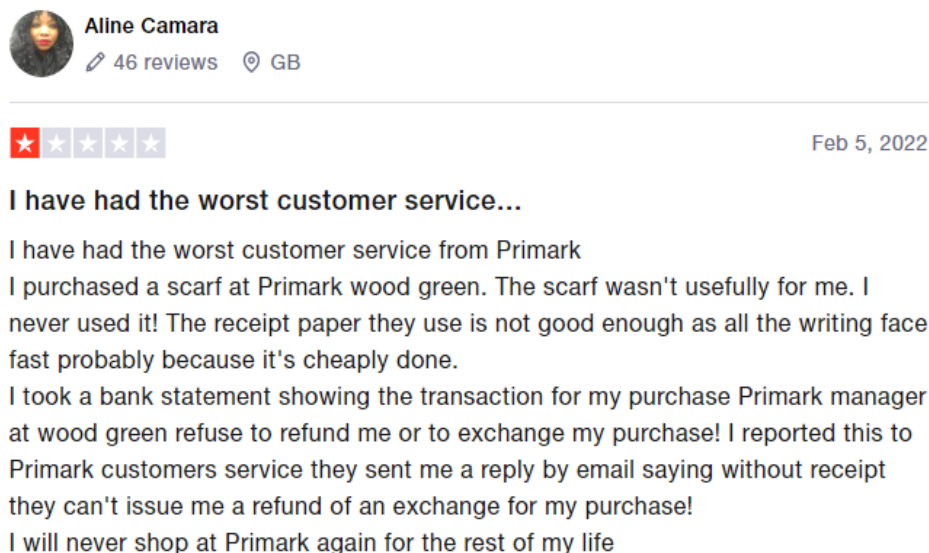 Aline Camara
46 reviews GB
Feb 5, 2022
I have had the worst customer service...
I have had the worst customer service from Primark
I purchased a scarf at Primark wood green. The scarf wasn't usefully for me. I
never used it! The receipt paper they use is not good enough as all the writing face
fast probably because it's cheaply done.
I took a bank statement showing the transaction for my purchase Primark manager
at wood green refuse to refund me or to exchange my purchase! I reported this to
Primark customers service they sent me a reply by email saying without receipt
they can't issue me a refund of an exchange for my purchase!
I will never shop at Primark again for the rest of my life